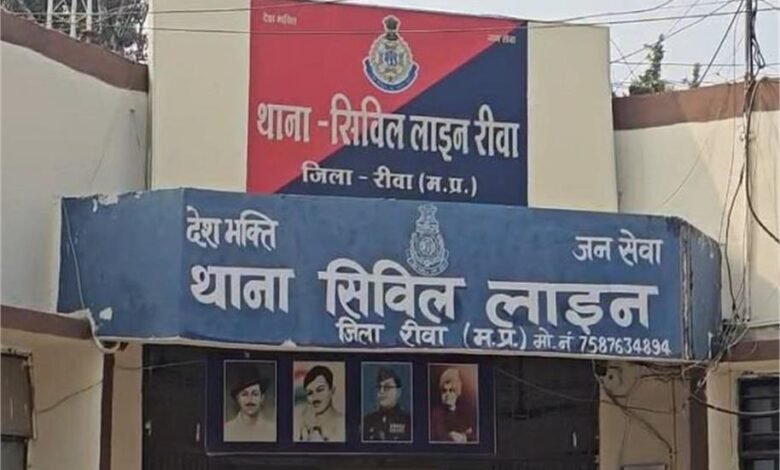 देश भक्ति
जन सेवा
थाना - सिविल लाइन रीवा
जिला - रीवा (म.प्र.)
देश भक्ति
जन सेवा
थाना सिविल लाइन
जिला रीवा (म.प्र.) मो.नं 7587634894